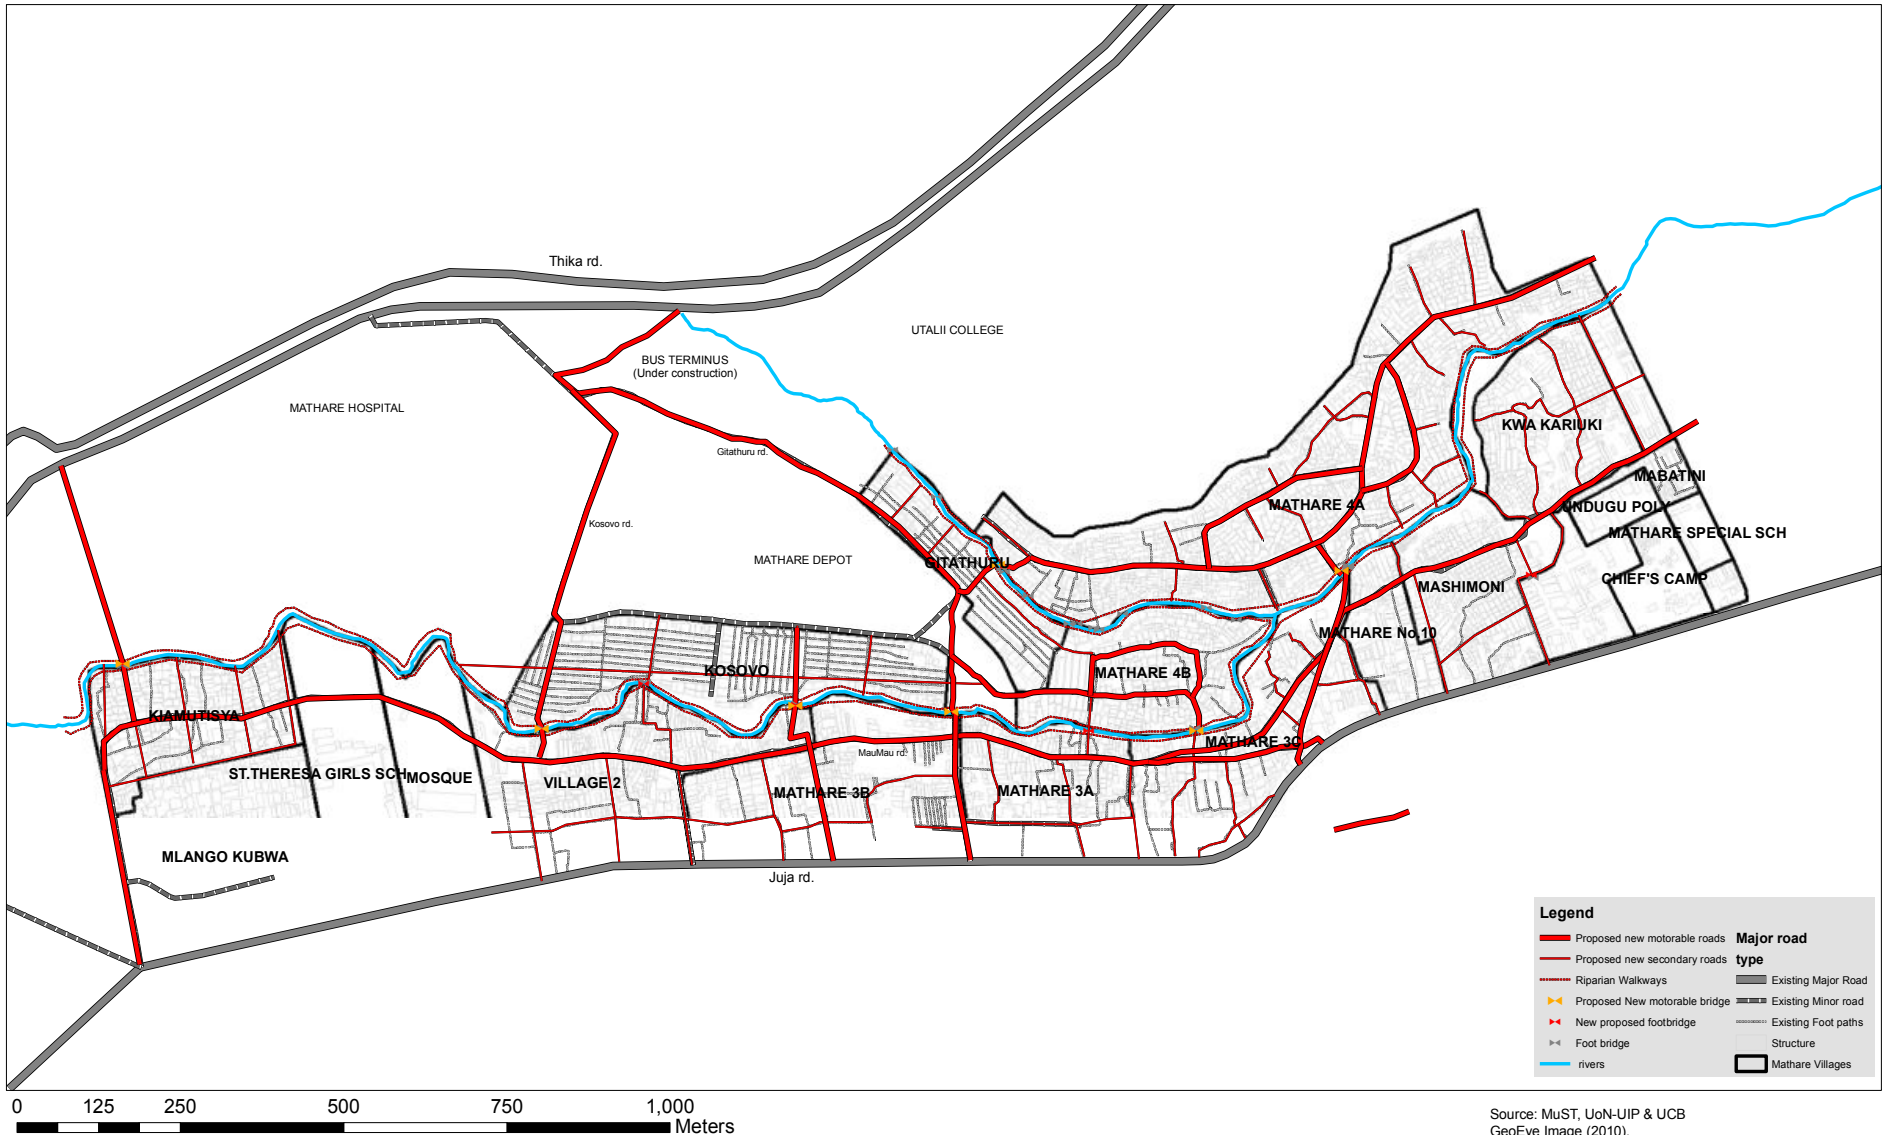 Thika rd.
UTALII COLLEGE
BUS TERMINUS
(Under construction)
MATHARE HOSPITAL
Gitathuru rd.
KWA KARIUKI
MABATINI
UNDUGU POLY
MATHARE 4A
Kosovo rd.
MATHARE SPECIAL SCH
MATHARE DEPOT
GITATHURU
CHIEF'S CAMP
MASHIMONI
MATHARE No.10
KOSOVO
MATHARE 4B
KIAMUTISYA
MATHARE 3C
MauMau rd.
ST.THERESA GIRLS SCH
MOSQUE
VILLAGE 2
MATHARE 3B
MATHARE 3A
MLANGO KUBWA
Juja rd.
Legend
Proposed new motorable roads
Proposed new secondary roads
Riparian Walkways
Proposed New motorable bridge
New proposed footbridge
Foot bridge
rivers
Major road
type
Existing Major Road
Existing Minor road
Existing Foot paths
Structure
Mathare Villages
0 125 250 500 750 1,000
Meters
Source: MuST, UoN-UIP & UCB
GeoEye Image (2010).